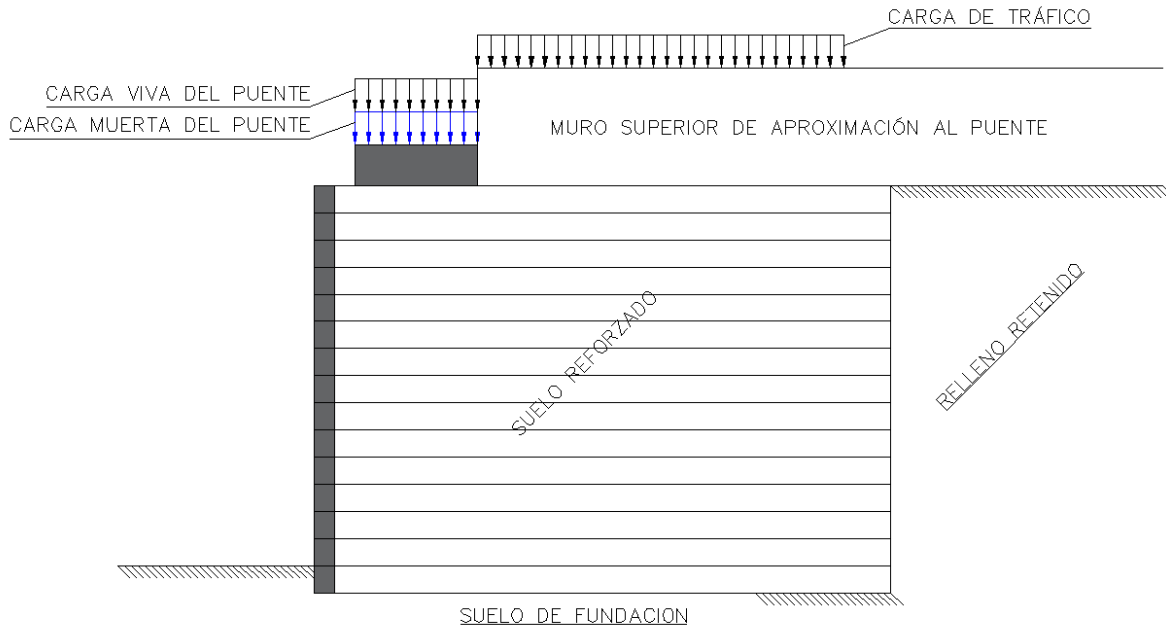 CARGA DE TRÁFICO
CARGA VIVA DEL PUENTE
CARGA MUERTA DEL PUENTE
MURO SUPERIOR DE APROXIMACIÓN AL PUENTE
SUELO REFORZADO
RELLENO RETENIDO
SUELO DE FUNDACION